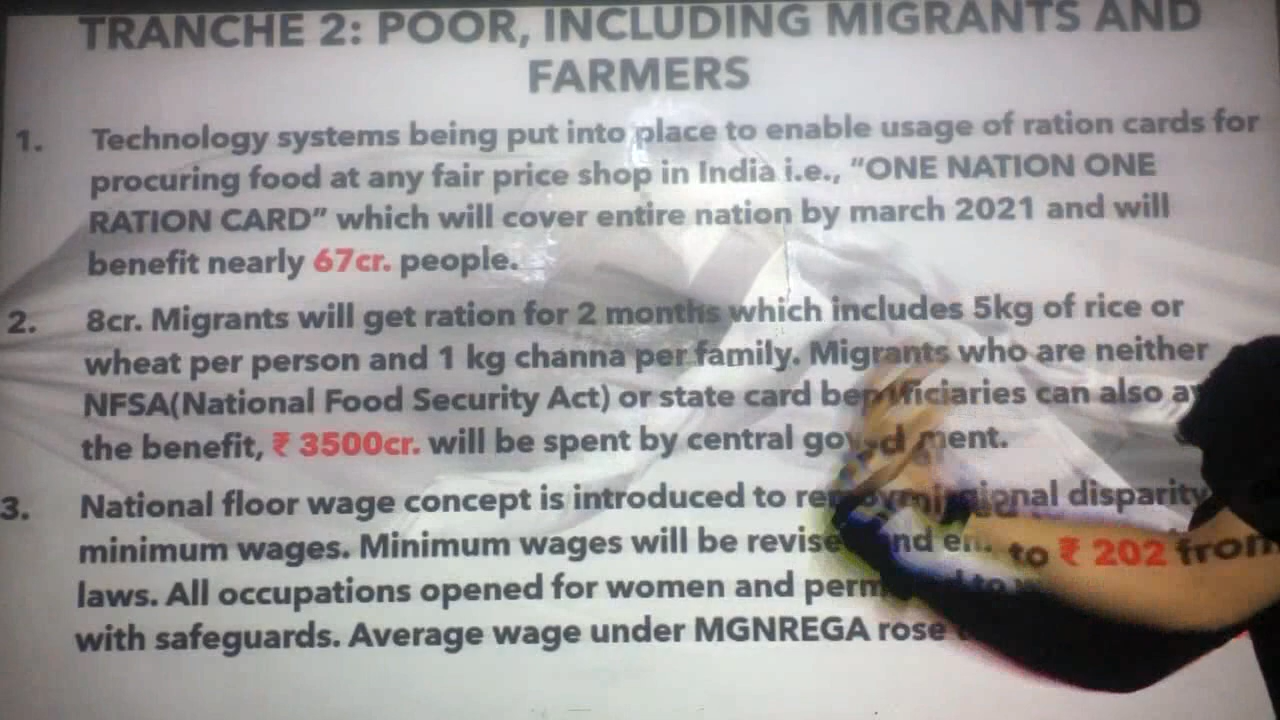 TRANCHE 2: POOR, INCLUDING MIGRANTS AND
FARMERS
1. Technology systems being put into place to enable usage of ration cards for
procuring food at any fair price shop in India i.e., “ONE NATION ONE
RATION CARD” which will cover entire nation by march 2021 and will
benefit nearly 67cr. people.
2. 8cr. Migrants will get ration for 2 months which includes 5kg of rice or
wheat per person and 1 kg channa per family. Migrants who are neither
NFSA(National Food Security Act) or state card beneficiaries can also
the benefit, ₹ 3500cr. will be spent by central government.
3. National floor wage concept is introduced to disparity
minimum wages. Minimum wages will be
laws. All occupations opened for women and
with safeguards. Average wage under MGNREGA rose to ₹ 202 from